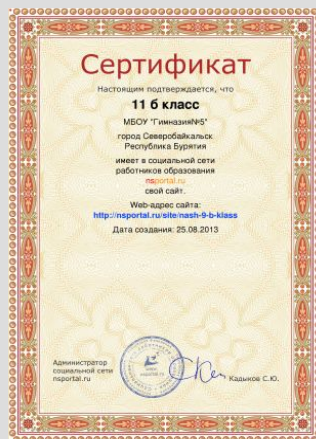 Сертификат
Настоящим подтверждается, что
11 б класс
МБОУ "Гимназия№5"
город Северобайкальск
Республика Бурятия
имеет в социальной сети
работников образования
nsportal.ru
свой сайт.
Web-адрес сайта:
http://nsportal.ru/site/nash-9-b-klass
Дата создания: 25.08.2013
Администратор
социальной сети
nsportal.ru
Кадыков С.Ю.